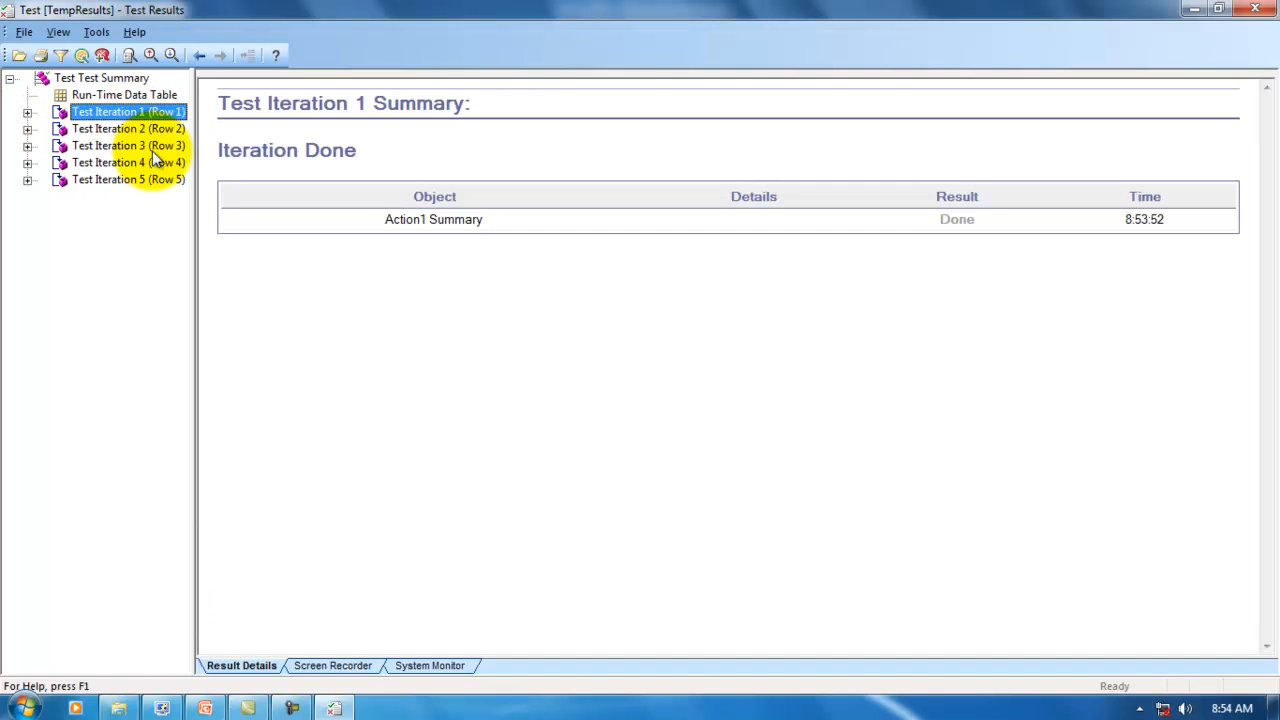 Test [TempResults] - Test Results
File View Tools Help
Test Test Summary
Run-Time Data Table
Test Iteration 1 (Row 1)
Test Iteration 2 (Row 2)
Test Iteration 3 (Row 3)
Test Iteration 4 (Row 4)
Test Iteration 5 (Row 5)
Test Iteration 1 Summary:
Iteration Done
Object Details Result Time
Action1 Summary Done 8:53:52
Result Details Screen Recorder System Monitor
For Help, press F1 Ready
8:54 AM